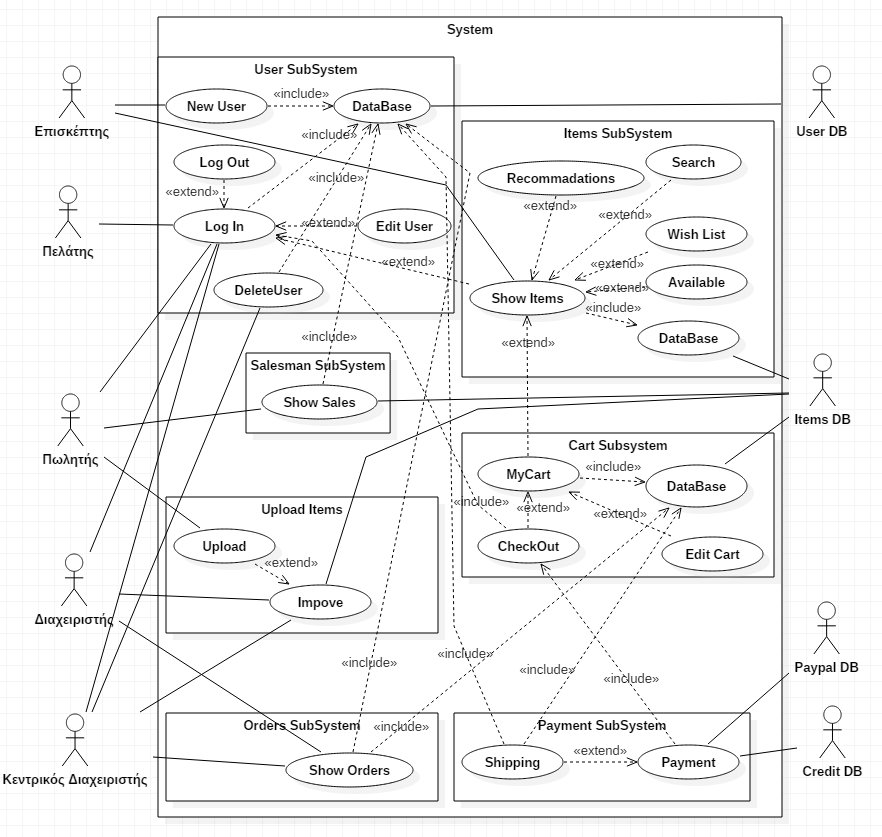 System
User SubSystem
New User
«include»
DataBase
Επισκέπτης
User DB
«include»
Items SubSystem
Log Out
Recommadations
Search
«include»
«extend»
«extend»
«extend»
Πελάτης
Log In
«extend»
Edit User
Wish List
«extend»
«extend»
DeleteUser
Show Items
«extend»
Available
«include»
«include»
«extend»
DataBase
Salesman SubSystem
Show Sales
Items DB
Πωλητής
Cart Subsystem
MyCart
«include»
DataBase
«include»
«extend»
«extend»
Upload Items
Upload
CheckOut
Edit Cart
«extend»
Impove
Διαχειριστής
«include»
«include»
«include»
«include»
Paypal DB
Orders SubSystem
«include»
Payment SubSystem
Show Orders
Shipping
«extend»
Payment
Κεντρικός Διαχειριστής
Credit DB